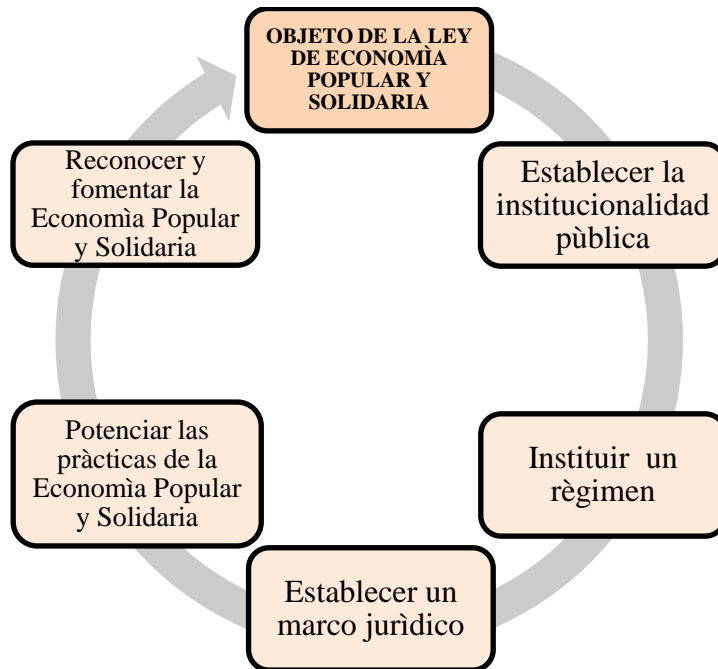 OBJETO DE LA LEY
DE ECONOMÌA
POPULAR Y
SOLIDARIA
Establecer la
institucionalidad
pùblica
Instituir un
règimen
Establecer un
marco jurìdico
Potenciar las
pràcticas de la
Economìa Popular
y Solidaria
Reconocer y
fomentar la
Economìa Popular
y Solidaria